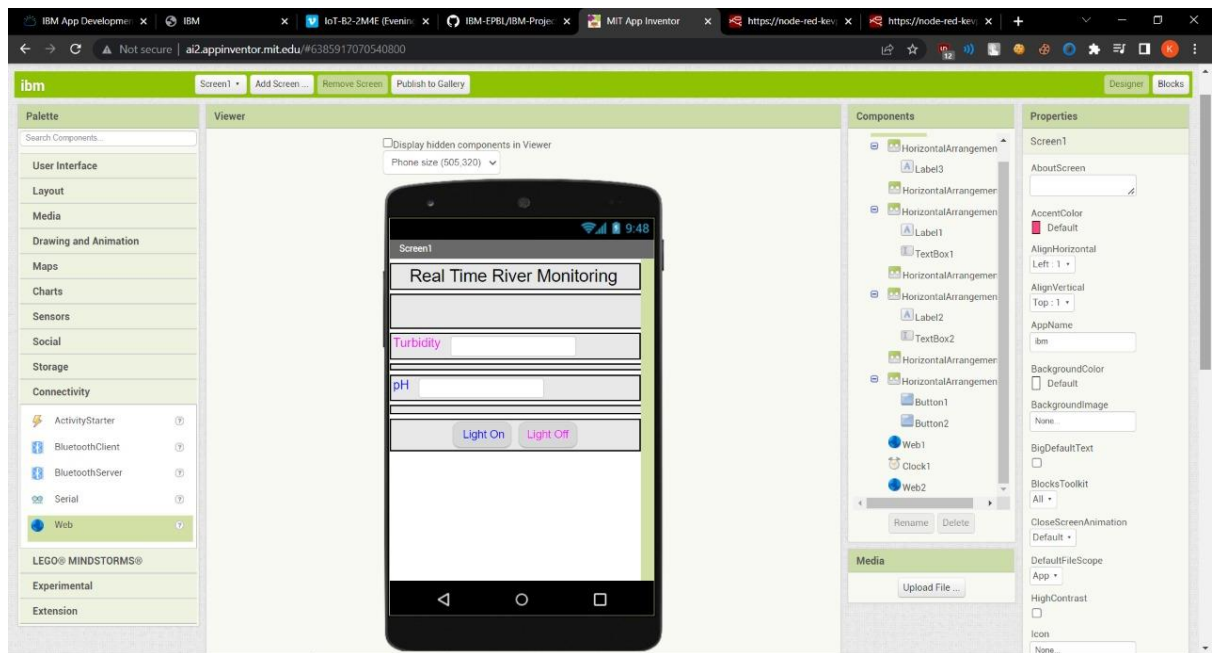 IBM App Developmen
IBM
IoT-B2-2M4E (Evenin
IBM-EPBL/IBM-Projec
MIT App Inventor
https://node-red-kev
https://node-red-kev
Not secure | ai2.appinventor.mit.edu/#6385917070540800
12
K
ibm
Screen1
Add Screen ...
Remove Screen
Publish to Gallery
Designer
Blocks
Palette
Search Components...
User Interface
Layout
Media
Drawing and Animation
Maps
Charts
Sensors
Social
Storage
Connectivity
ActivityStarter
BluetoothClient
BluetoothServer
Serial
Web
LEGO® MINDSTORMS®
Experimental
Extension
Viewer
Display hidden components in Viewer
Phone size (505,320)
9:48
Screen1
Real Time River Monitoring
Turbidity
pH
Light On
Light Off
Components
HorizontalArrangemen
Label3
HorizontalArrangemen
HorizontalArrangemen
Label1
TextBox1
HorizontalArrangemen
HorizontalArrangemen
Label2
TextBox2
HorizontalArrangemen
HorizontalArrangemen
Button1
Button2
Web1
Clock1
Web2
Rename
Delete
Media
Upload File ...
Properties
Screen1
AboutScreen
AccentColor
Default
AlignHorizontal
Left : 1
AlignVertical
Top : 1
AppName
ibm
BackgroundColor
Default
BackgroundImage
None...
BigDefaultText
BlocksToolkit
All
CloseScreenAnimation
Default
DefaultFileScope
App
HighContrast
Icon
None...